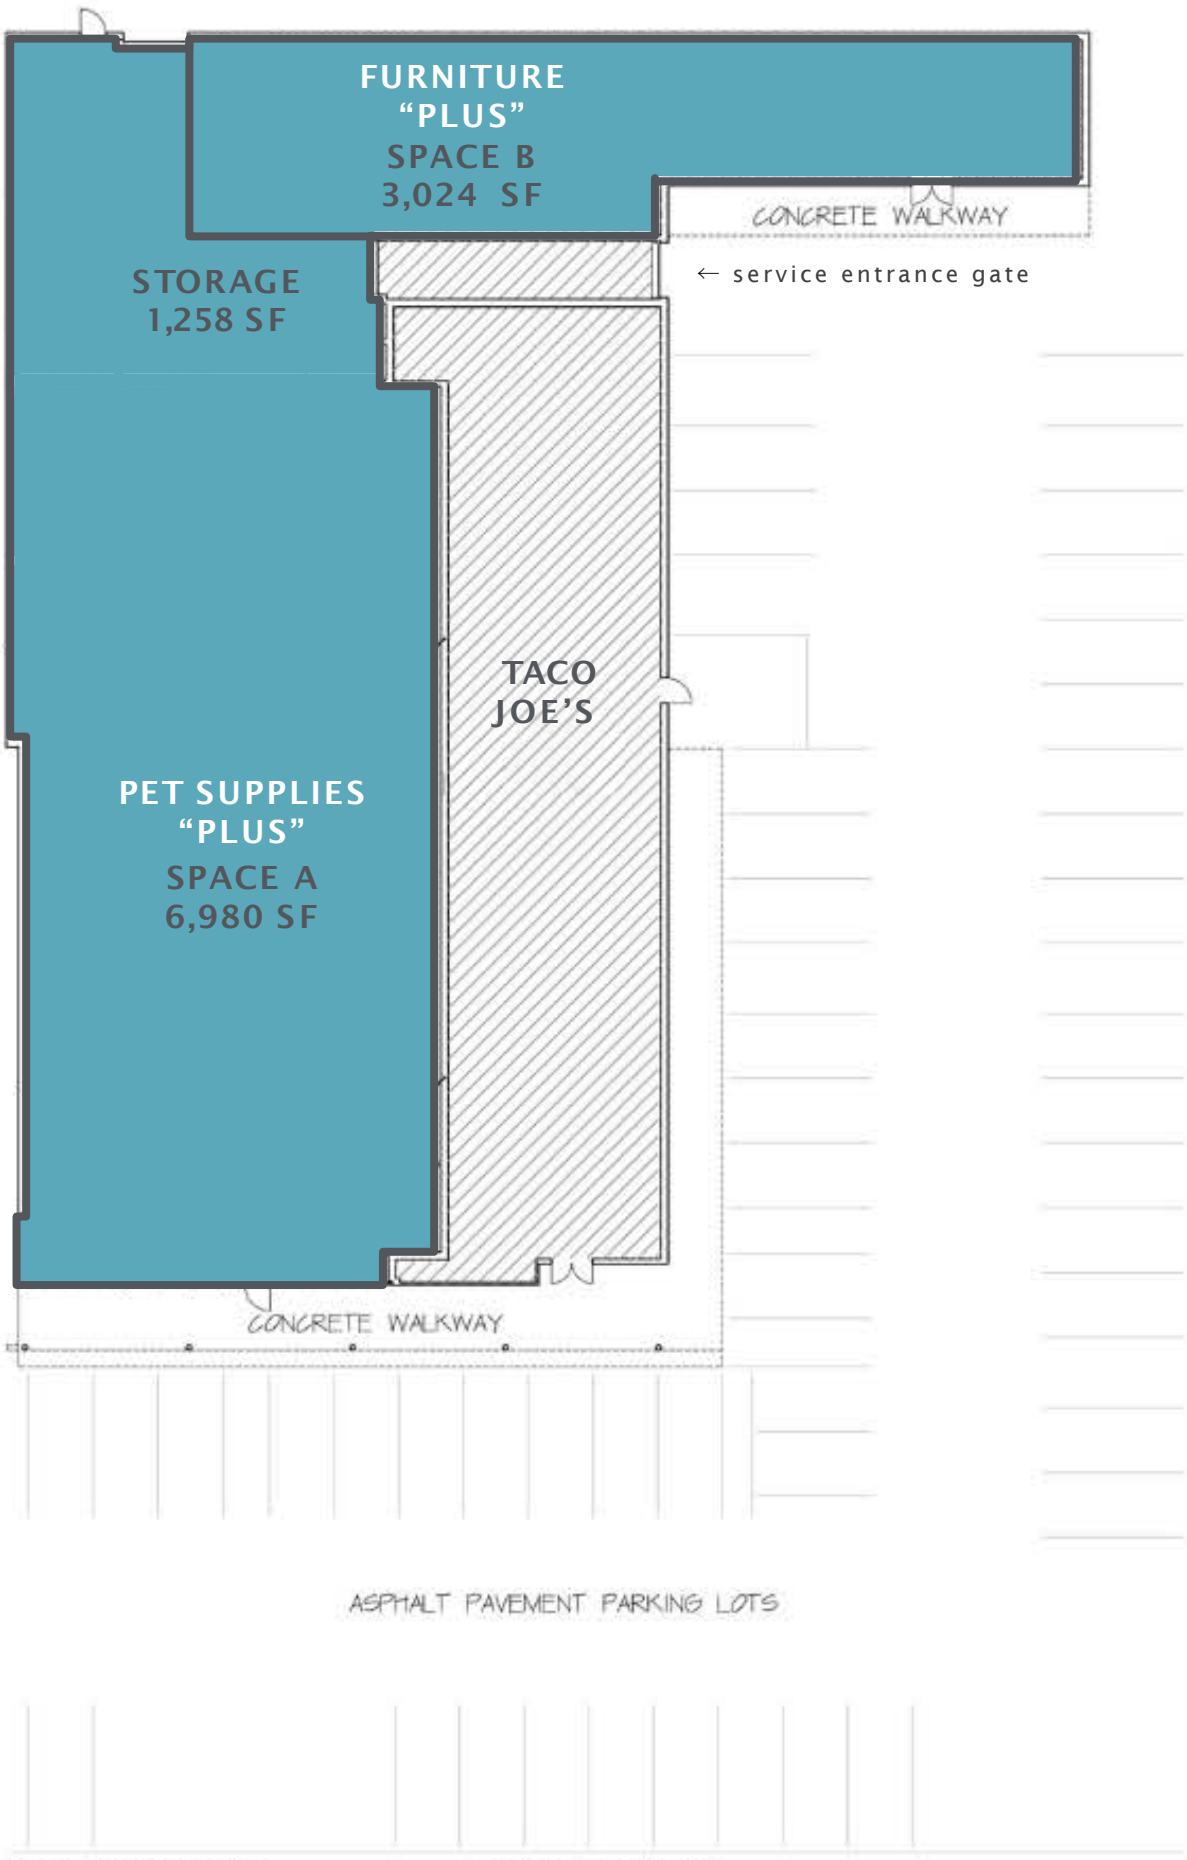 FURNITURE
“PLUS”
SPACE B
3,024 SF
CONCRETE WALKWAY
← service entrance gate
STORAGE
1,258 SF
TACO
JOE’S
PET SUPPLIES
“PLUS”
SPACE A
6,980 SF
CONCRETE WALKWAY
ASPHALT PAVEMENT PARKING LOTS